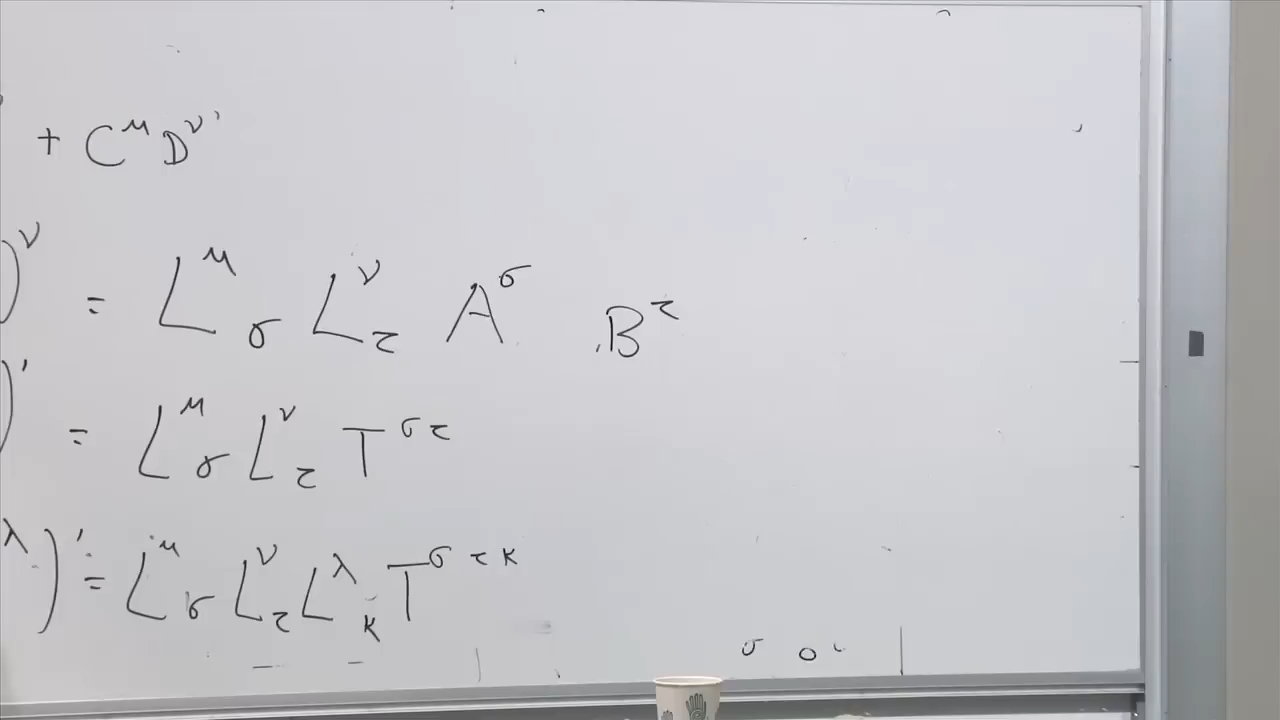 + C^μ D^ν'
)^ν = L^μ_σ L^ν_τ A^σ B^τ
)' = L^μ_σ L^ν_τ T^στ
^λ )' = L^μ_σ L^ν_τ L^λ_κ T^στκ